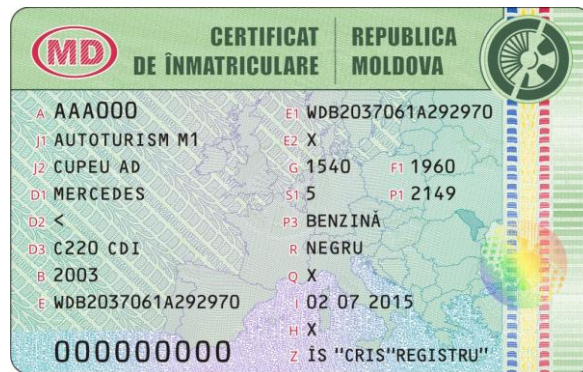 MD
CERTIFICAT DE ÎNMATRICULARE
REPUBLICA MOLDOVA
A AAA000
J1 AUTOTURISM M1
J2 CUPEU AD
D1 MERCEDES
D2 <
D3 C220 CDI
B 2003
E WDB2037061A292970
000000000
E1 WDB2037061A292970
E2 X
G 1540 F1 1960
S1 5 P1 2149
P3 BENZINĂ
R NEGRU
Q X
I 02 07 2015
H X
Z ÎS "CRIS"REGISTRU"